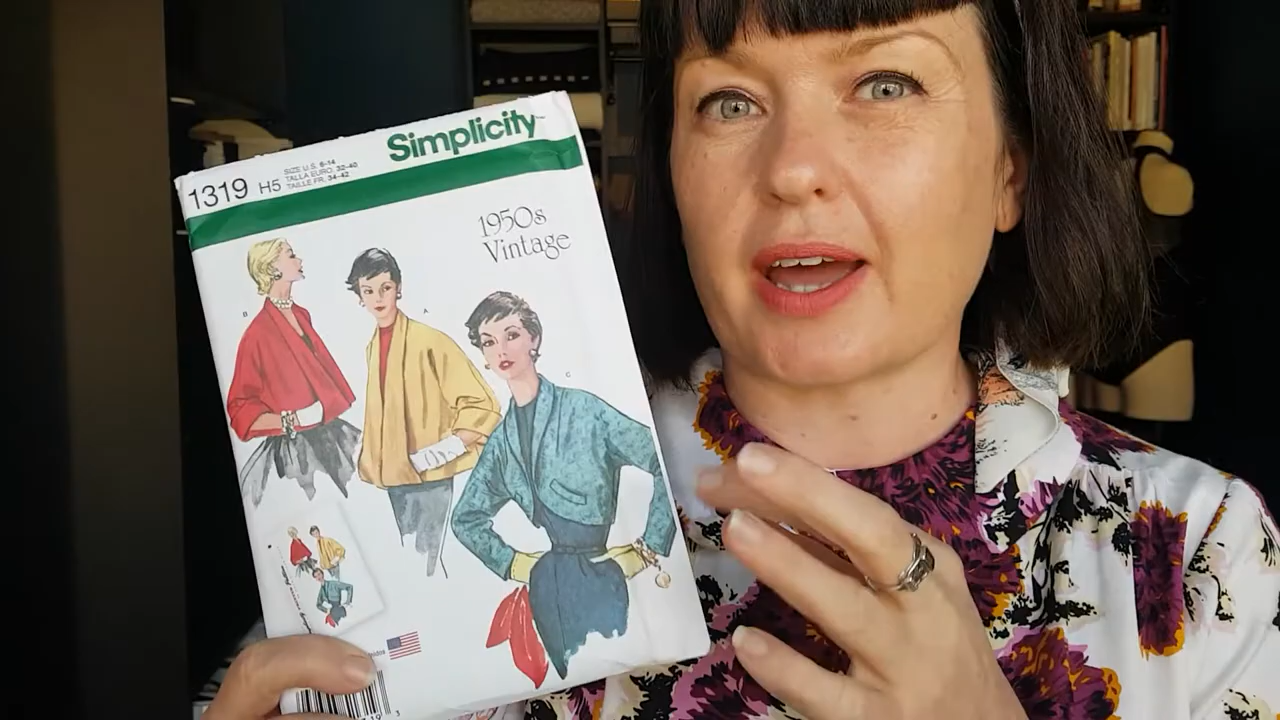 Simplicity
1319 H5
SIZE U.S. 6-14
TALLA EURO. 32-40
TAILLE FR. 34-42
1950s
Vintage
B
A
C